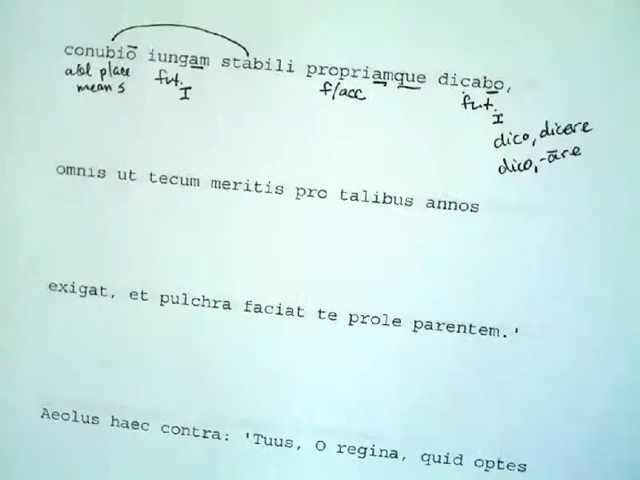 conubiō iungam stabili propriamque dicabo,
abl place fut. f/acc fut.
means I I
dico, dicere
dico, -āre
omnis ut tecum meritis pro talibus annos
exigat, et pulchra faciat te prole parentem.'
Aeolus haec contra: 'Tuus, O regina, quid optes